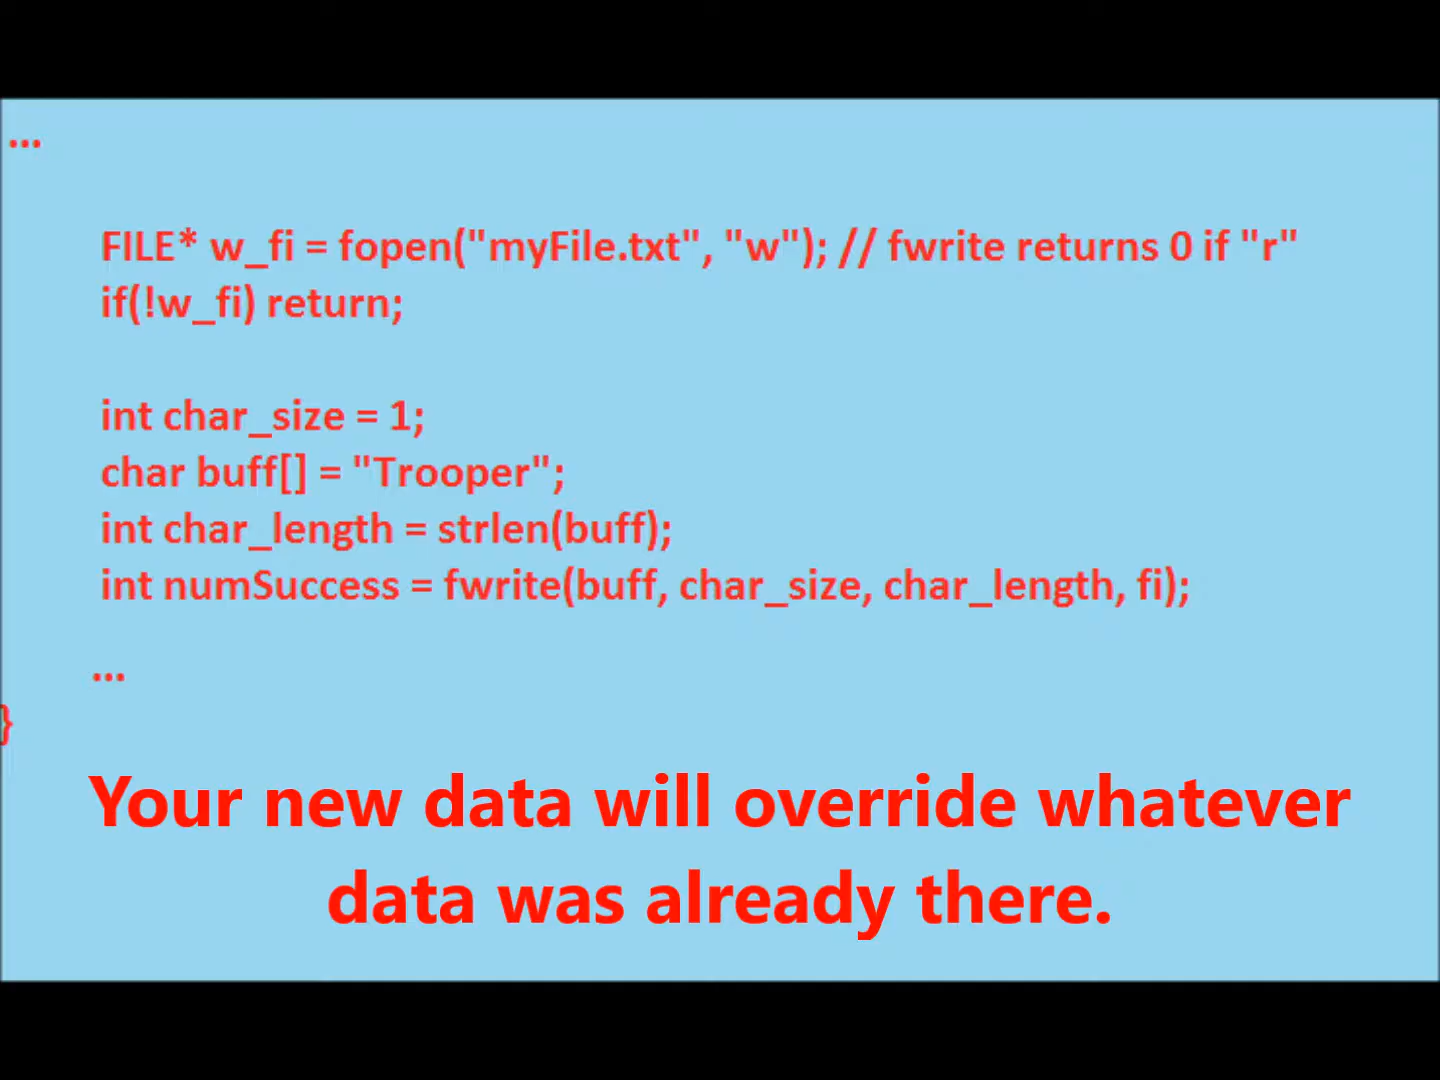 ...
FILE* w_fi = fopen("myFile.txt", "w"); // fwrite returns 0 if "r"
if(!w_fi) return;
int char_size = 1;
char buff[] = "Trooper";
int char_length = strlen(buff);
int numSuccess = fwrite(buff, char_size, char_length, fi);
...
}
Your new data will override whatever
data was already there.